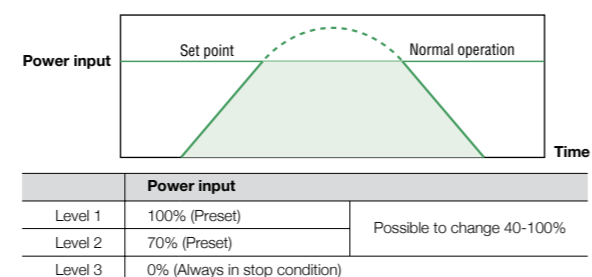 Set point
Normal operation
Power input
Time
Power input
Level 1 100% (Preset) Possible to change 40-100%
Level 2 70% (Preset)
Level 3 0% (Always in stop condition)